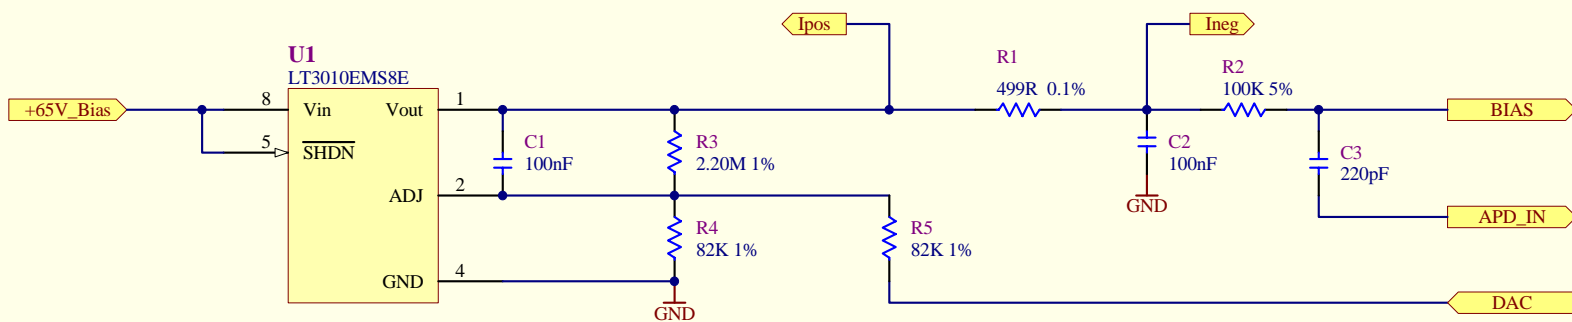 Ipos
Ineg
U1
LT3010EMS8E
R1
499R 0.1%
R2
100K 5%
+65V_Bias
8
Vin
Vout
1
BIAS
5
SHDN
C1
100nF
R3
2.20M 1%
C2
100nF
C3
220pF
ADJ
2
GND
APD_IN
R4
82K 1%
R5
82K 1%
GND
4
GND
DAC